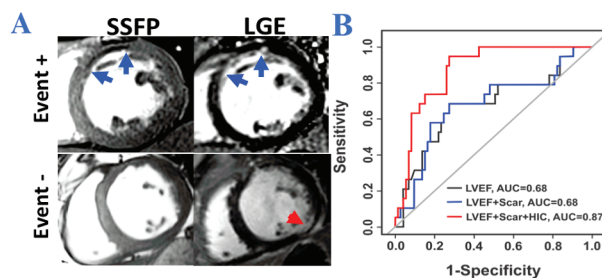 A
SSFP LGE
Event +
Event -
B
Sensitivity
1.0
0.8
0.6
0.4
0.2
0.0
LVEF, AUC=0.68
LVEF+Scar, AUC=0.68
LVEF+Scar+HIC, AUC=0.87
0.0 0.2 0.4 0.6 0.8 1.0
1-Specificity